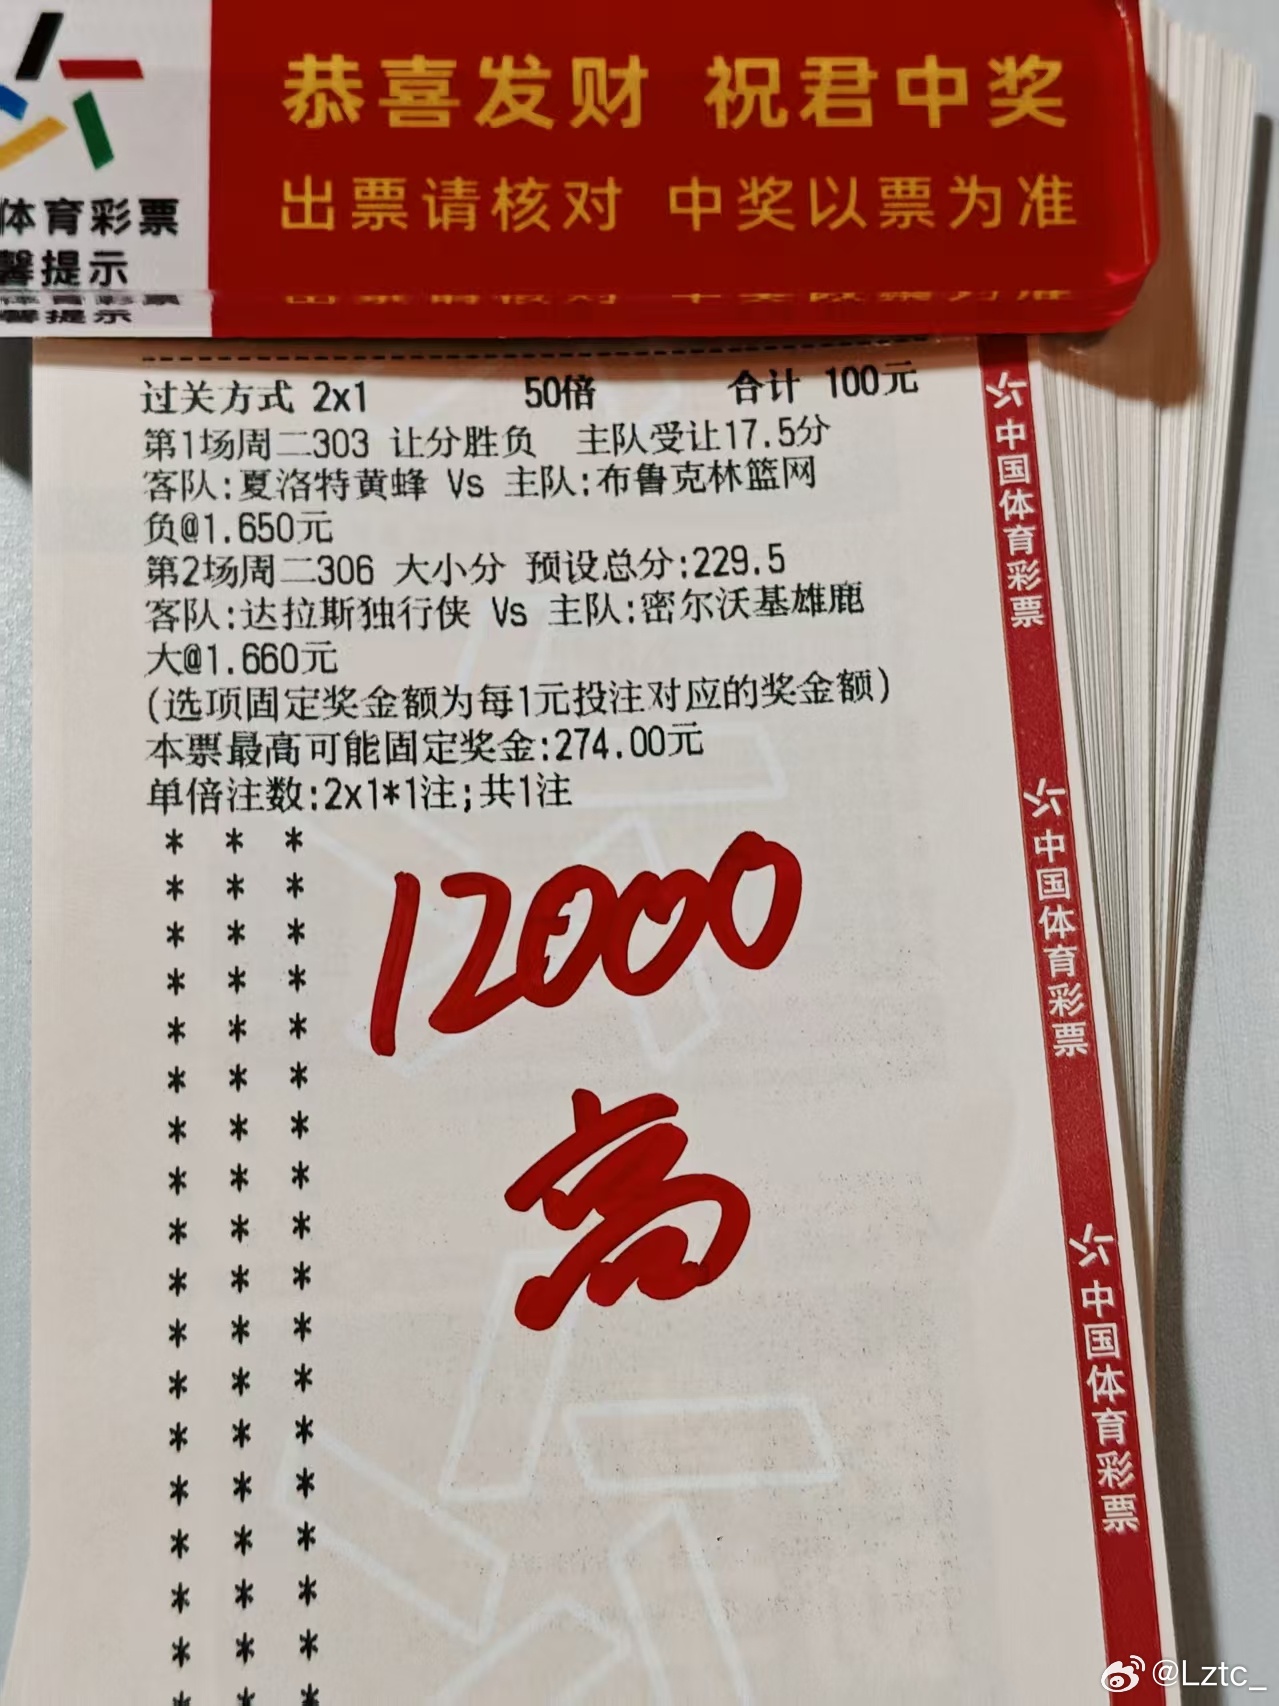 恭喜发财 祝君中奖
出票请核对 中奖以票为准
体育彩票
馨提示
过关方式 2x1 50倍 合计 100元
第1场周二303 让分胜负 主队受让17.5分
客队:夏洛特黄蜂 Vs 主队:布鲁克林篮网
负@1.650元
第2场周二306 大小分 预设总分:229.5
客队:达拉斯独行侠 Vs 主队:密尔沃基雄鹿
大@1.660元
(选项固定奖金额为每1元投注对应的奖金额)
本票最高可能固定奖金:274.00元
单倍注数:2x1*1注;共1注
12000
高
中国体育彩票
中国体育彩票
中国体育彩票
@Lztc_